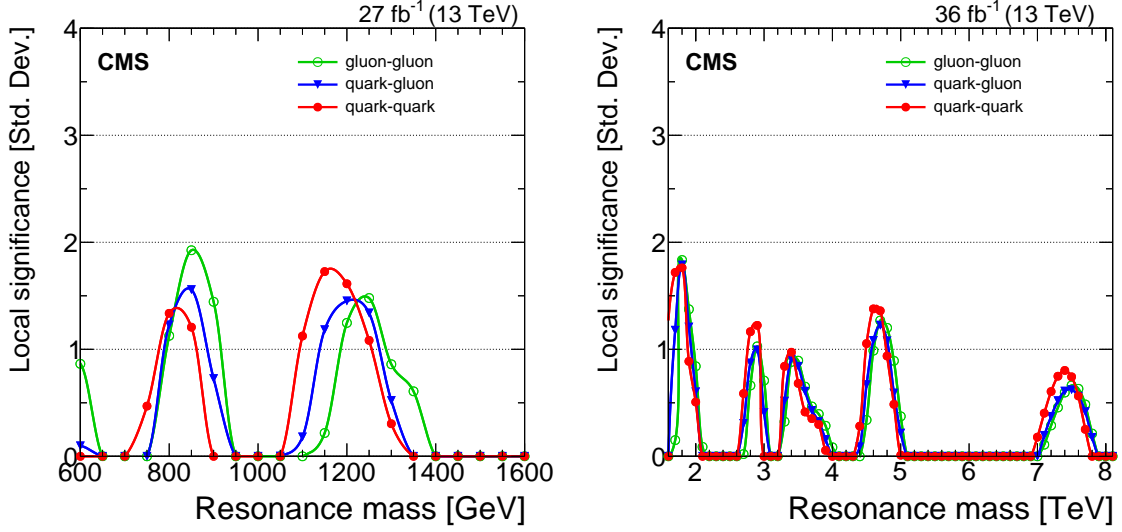 27 fb⁻¹ (13 TeV)
CMS
gluon-gluon
quark-gluon
quark-quark
Local significance [Std. Dev.]
4
3
2
1
0
600 800 1000 1200 1400 1600
Resonance mass [GeV]
36 fb⁻¹ (13 TeV)
CMS
gluon-gluon
quark-gluon
quark-quark
Local significance [Std. Dev.]
4
3
2
1
0
2 3 4 5 6 7 8
Resonance mass [TeV]